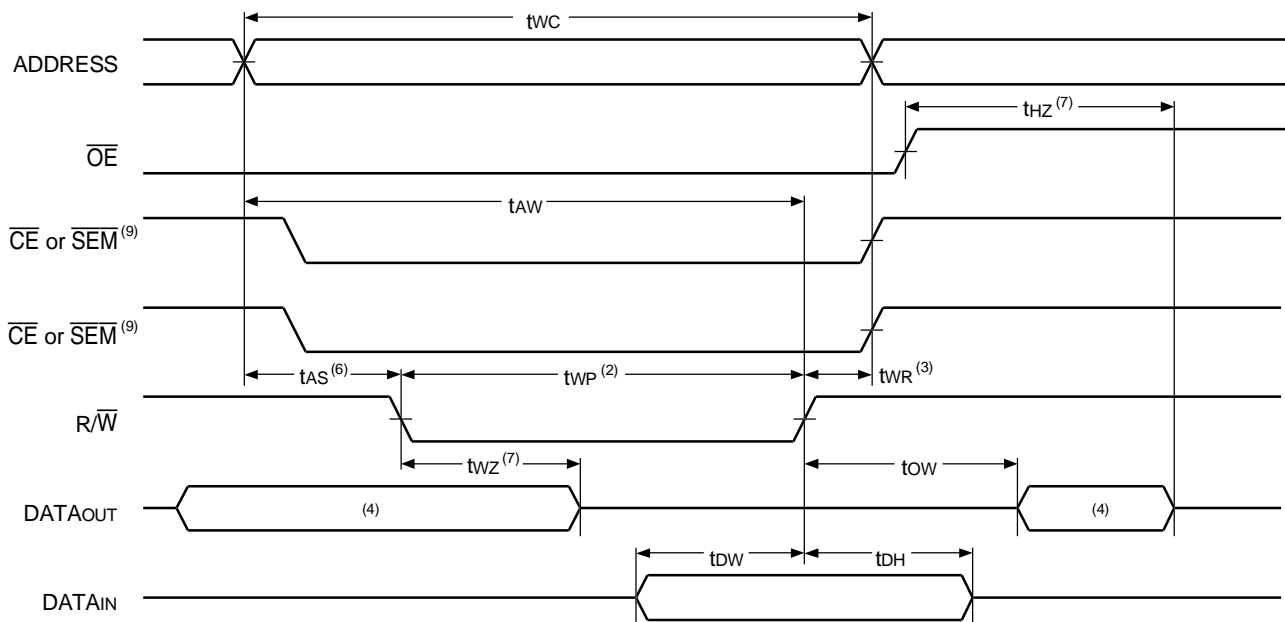 tWC
ADDRESS
tHZ (7)
OE
tAW
CE or SEM (9)
CE or SEM (9)
tAS (6)
tWP (2)
tWR (3)
R/W
tWZ (7)
tOW
DATAOUT
(4)
(4)
tDW
tDH
DATAIN